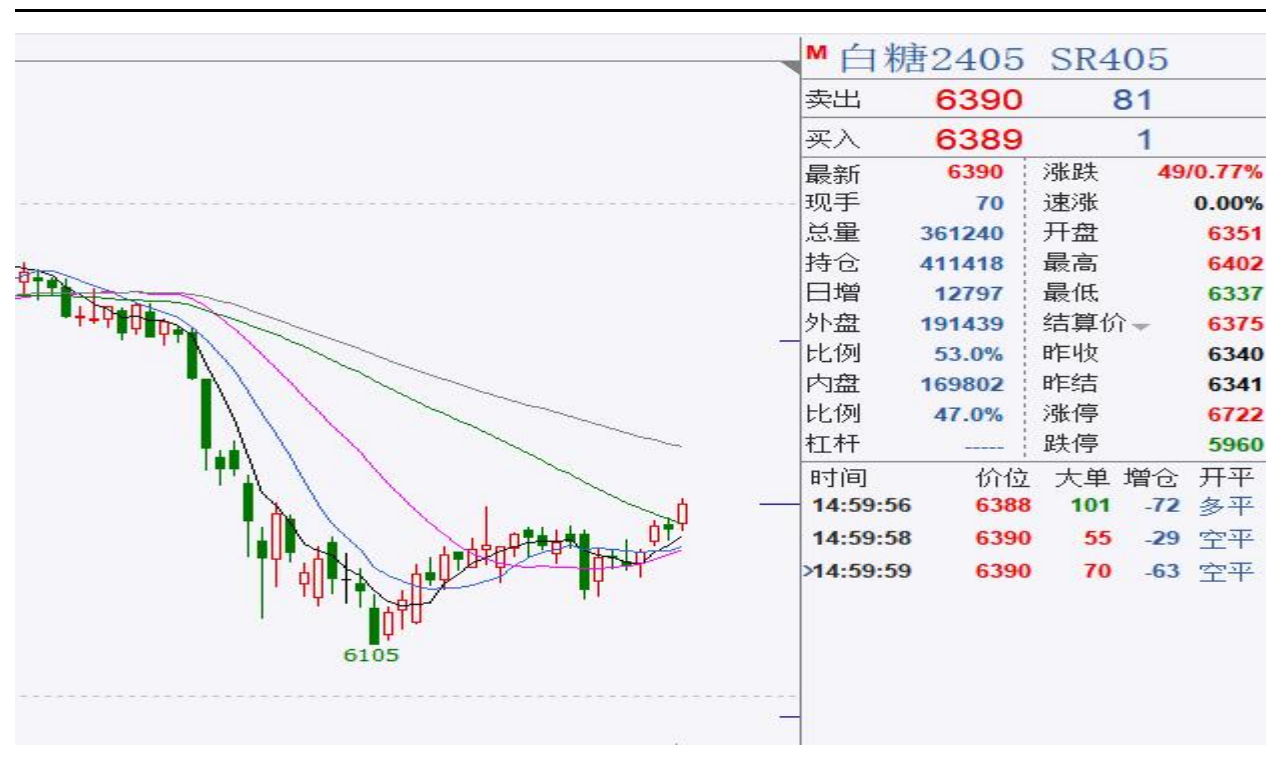 M 白糖2405 SR405
卖出 6390 81
买入 6389 1
最新 6390 涨跌 49/0.77%
现手 70 速涨 0.00%
总量 361240 开盘 6351
持仓 411418 最高 6402
日增 12797 最低 6337
外盘 191439 结算价 6375
比例 53.0% 昨收 6340
内盘 169802 昨结 6341
比例 47.0% 涨停 6722
杠杆 ----- 跌停 5960
时间 价位 大单 增仓 开平
14:59:56 6388 101 -72 多平
14:59:58 6390 55 -29 空平
>14:59:59 6390 70 -63 空平
6105